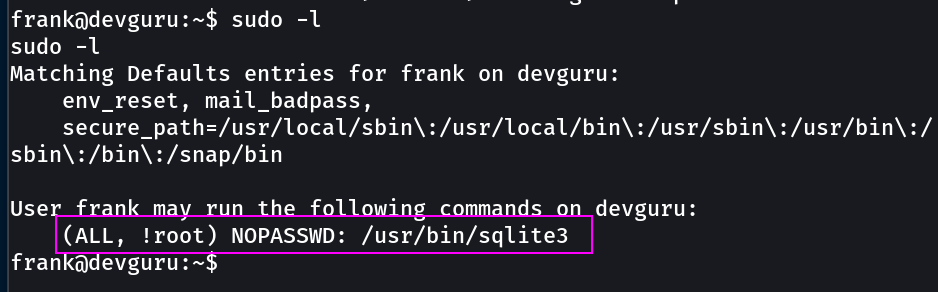 frank@devguru:~$ sudo -l
sudo -l
Matching Defaults entries for frank on devguru:
    env_reset, mail_badpass,
    secure_path=/usr/local/sbin\:/usr/local/bin\:/usr/sbin\:/usr/bin\:/
sbin\:/bin\:/snap/bin

User frank may run the following commands on devguru:
    (ALL, !root) NOPASSWD: /usr/bin/sqlite3
frank@devguru:~$